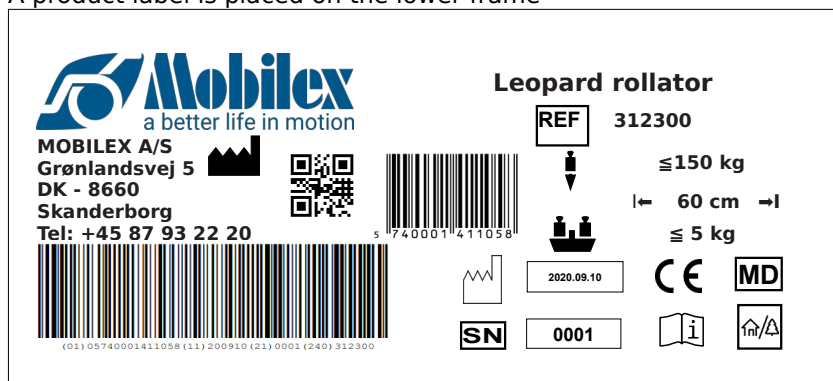 A product label is placed on the lower frame
Mobilex
a better life in motion
MOBILEX A/S
Grønlandsvej 5
DK - 8660
Skanderborg
Tel: +45 87 93 22 20
5 740001 411058
(01)05740001411058(11)200910(21)0001(240)312300
Leopard rollator
REF 312300
≦150 kg
60 cm
≦ 5 kg
2020.09.10 CE MD
SN 0001 i